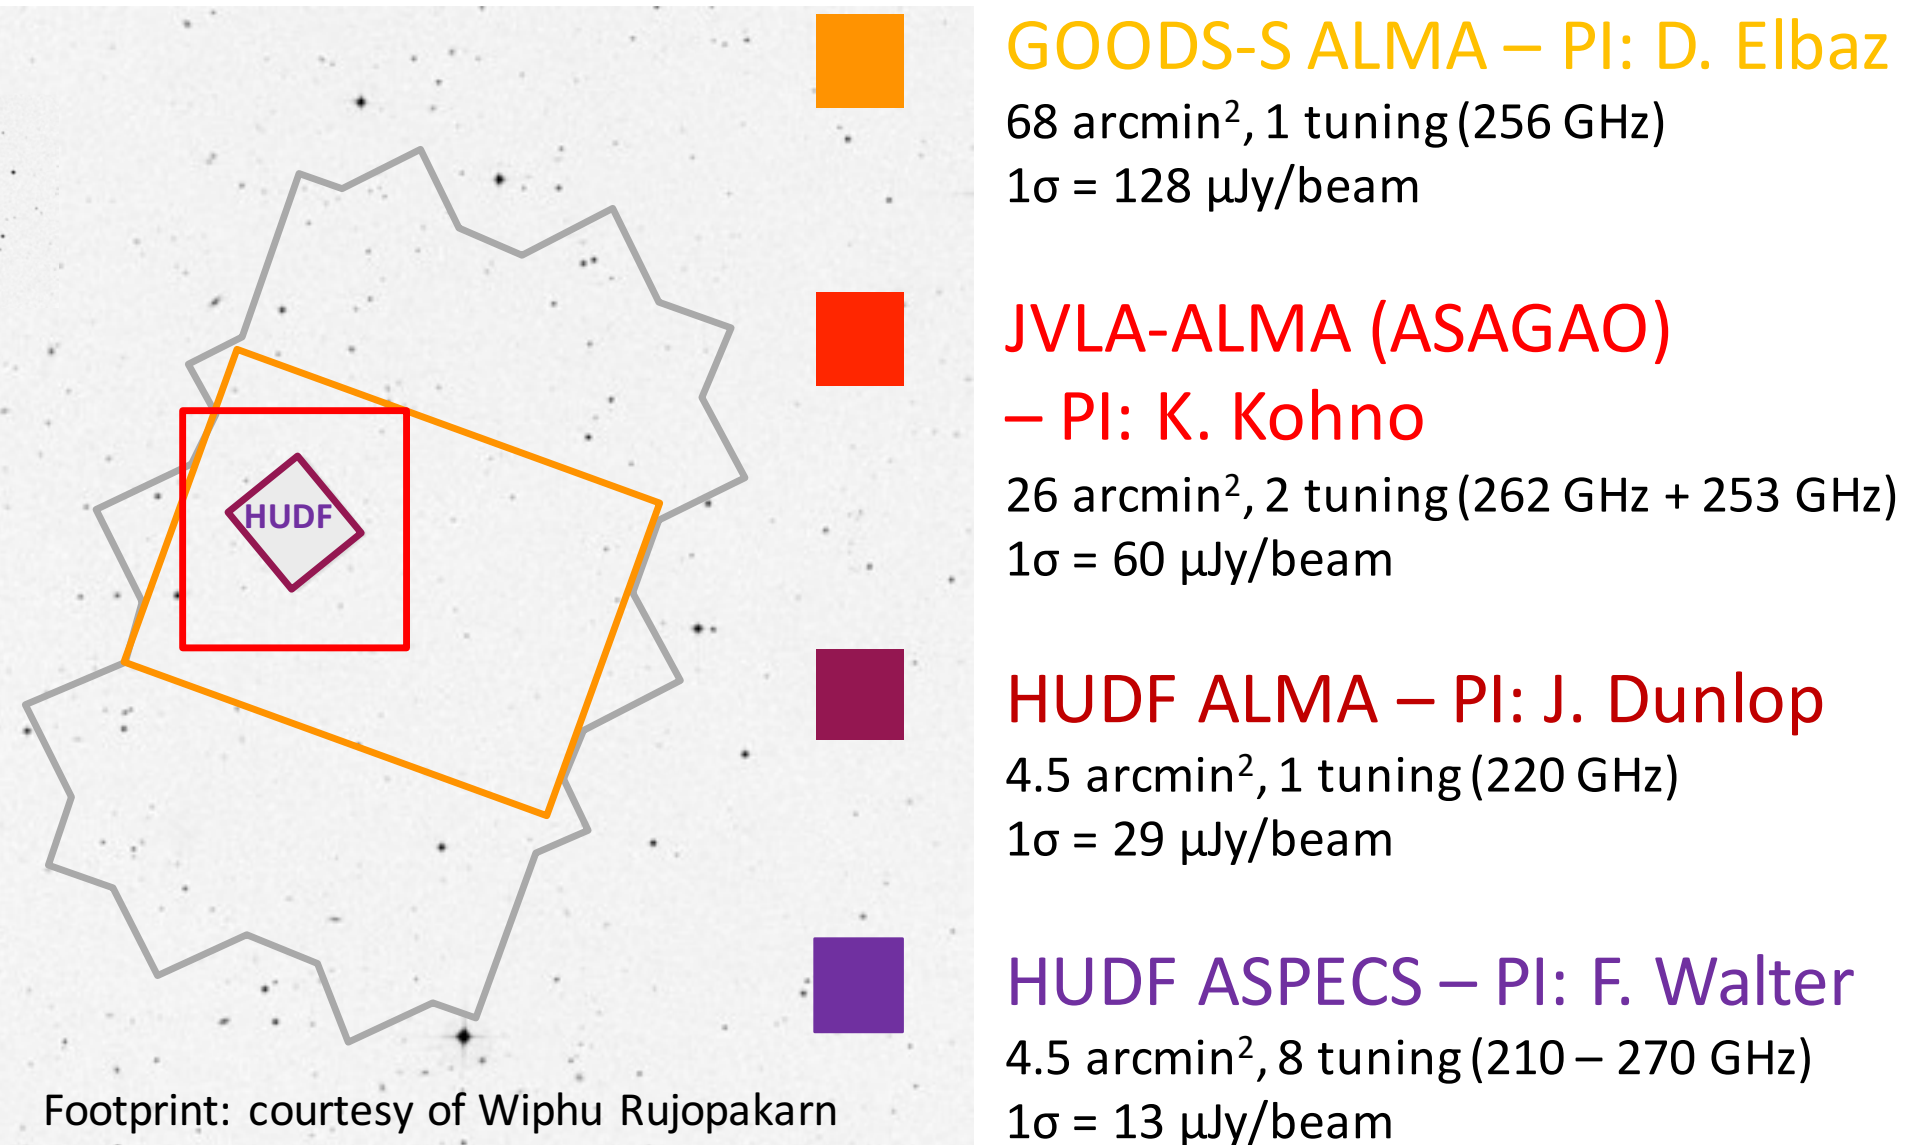 HUDF
Footprint: courtesy of Wiphu Rujopakarn
GOODS-S ALMA – PI: D. Elbaz
68 arcmin², 1 tuning (256 GHz)
1σ = 128 μJy/beam
JVLA-ALMA (ASAGAO)
– PI: K. Kohno
26 arcmin², 2 tuning (262 GHz + 253 GHz)
1σ = 60 μJy/beam
HUDF ALMA – PI: J. Dunlop
4.5 arcmin², 1 tuning (220 GHz)
1σ = 29 μJy/beam
HUDF ASPECS – PI: F. Walter
4.5 arcmin², 8 tuning (210 – 270 GHz)
1σ = 13 μJy/beam